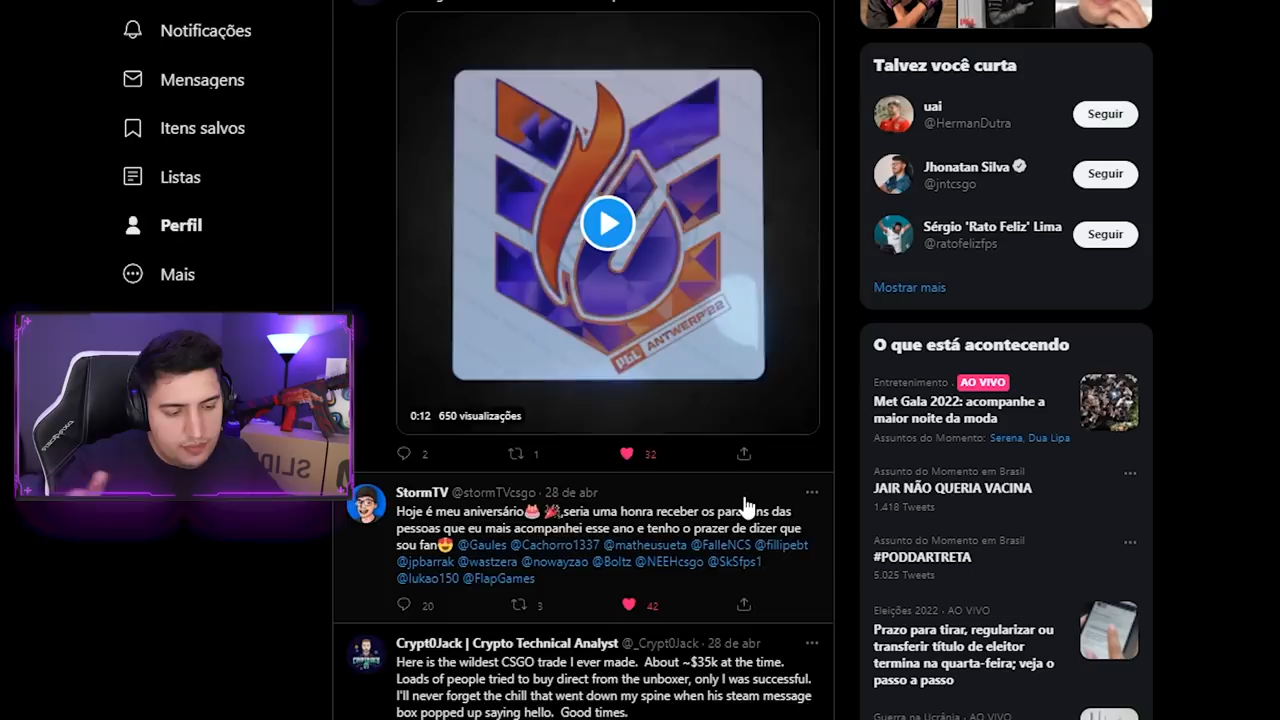 Notificações
Mensagens
Itens salvos
Listas
Perfil
Mais
PGL ANTWERP'22
0:12 650 visualizações
2 1 32
StormTV @stormTVcsgo · 28 de abr
Hoje é meu aniversário🎂 🎉,seria uma honra receber os das
pessoas que eu mais acompanhei esse ano e tenho o prazer de dizer que
sou fan😍 @Gaules @Cachorro1337 @matheusueta @FalleNCS @fillipebt
@jpbarrak @wastzera @nowayzao @Boltz @NEEHcsgo @SkSfps1
@lukao150 @FlapGames
20 3 42
Crypt0Jack | Crypto Technical Analyst @_Crypt0Jack · 28 de abr
Here is the wildest CSGO trade I ever made. About ~$35k at the time.
Loads of people tried to buy direct from the unboxer, only I was successful.
I'll never forget the chill that went down my spine when his steam message
box popped up saying hello. Good times.
Talvez você curta
uai
@HermanDutra
Seguir
Jhonatan Silva
@jntcsgo
Seguir
Sérgio 'Rato Feliz' Lima
@ratofelizfps
Seguir
Mostrar mais
O que está acontecendo
Entretenimento · AO VIVO
Met Gala 2022: acompanhe a
maior noite da moda
Assuntos do Momento: Serena, Dua Lipa
Assunto do Momento em Brasil
JAIR NÃO QUERIA VACINA
1.418 Tweets
Assunto do Momento em Brasil
#PODDARTRETA
5.025 Tweets
Eleições 2022 · AO VIVO
Prazo para tirar, regularizar ou
transferir título de eleitor
termina na quarta-feira; veja o
passo a passo
Guerra na Ucrânia · AO VIVO